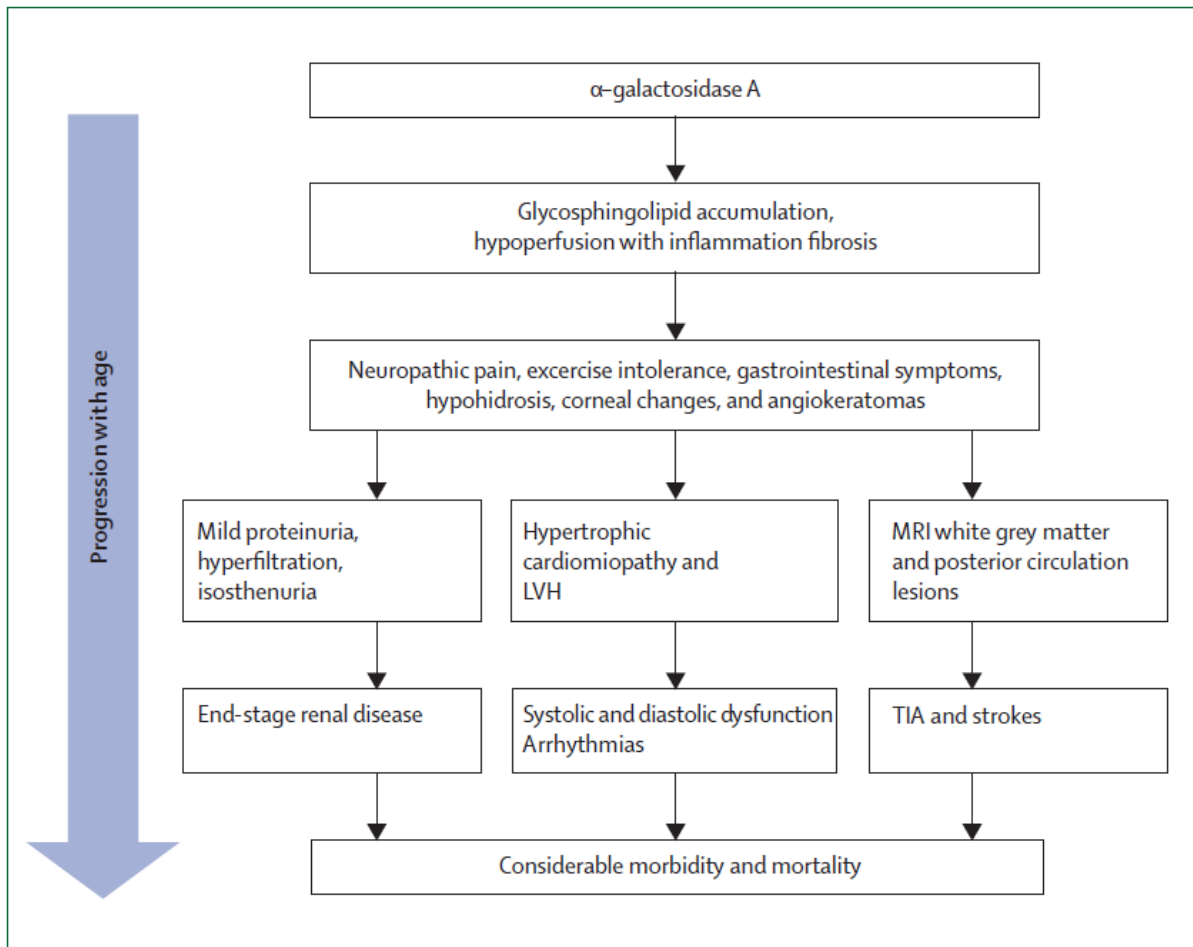 α-galactosidase A
Glycosphingolipid accumulation,
hypoperfusion with inflammation fibrosis
Neuropathic pain, excercise intolerance, gastrointestinal symptoms,
hypohidrosis, corneal changes, and angiokeratomas
Progression with age
Mild proteinuria,
hyperfiltration,
isosthenuria
Hypertrophic
cardiomiopathy and
LVH
MRI white grey matter
and posterior circulation
lesions
End-stage renal disease
Systolic and diastolic dysfunction
Arrhythmias
TIA and strokes
Considerable morbidity and mortality